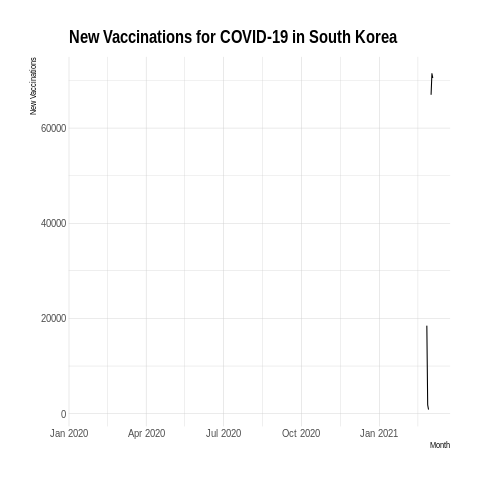 New Vaccinations for COVID-19 in South Korea
New Vaccinations
60000
40000
20000
0
Jan 2020 Apr 2020 Jul 2020 Oct 2020 Jan 2021
Month